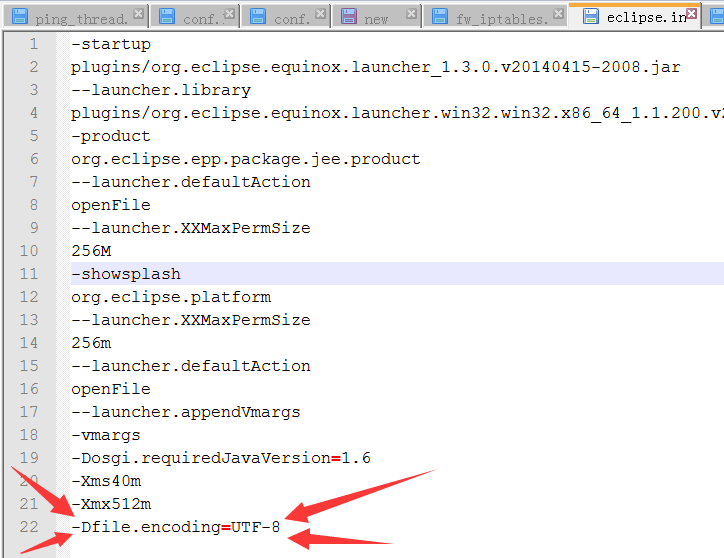 ping_thread.
conf.
conf.
new
fw_iptables.
eclipse.in
1 -startup
2 plugins/org.eclipse.equinox.launcher_1.3.0.v20140415-2008.jar
3 --launcher.library
4 plugins/org.eclipse.equinox.launcher.win32.win32.x86_64_1.1.200.v2
5 -product
6 org.eclipse.epp.package.jee.product
7 --launcher.defaultAction
8 openFile
9 --launcher.XXMaxPermSize
10 256M
11 -showsplash
12 org.eclipse.platform
13 --launcher.XXMaxPermSize
14 256m
15 --launcher.defaultAction
16 openFile
17 --launcher.appendVmargs
18 -vmargs
19 -Dosgi.requiredJavaVersion=1.6
20 -Xms40m
21 -Xmx512m
22 -Dfile.encoding=UTF-8